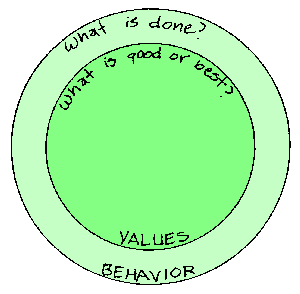 What is done?
What is good or best?
VALUES
BEHAVIOR